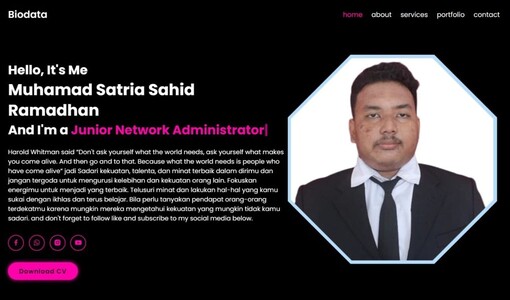 Biodata
home about services portfolio contact
Hello, It's Me
Muhamad Satria Sahid
Ramadhan
And I'm a Junior Network Administrator|
Harold Whitman said "Don't ask yourself what the world needs, ask yourself what makes
you come alive. And then go and to that. Because what the world needs is people who
have come alive" jadi Sadari kekuatan, talenta, dan minat terbaik dalam dirimu dan
jangan tergoda untuk mengurusi kelebihan dan kekuatan orang lain. Fokuskan
energimu untuk menjadi yang terbaik. Telusuri minat dan lakukan hal-hal yang kamu
sukai dengan ikhlas dan terus belajar. Bila perlu tanyakan pendapat orang-orang
terdekatmu karena mungkin mereka mengetahui kekuatan yang mungkin tidak kamu
sadari. and don't forget to follow like and subscribe to my social media below.
Download CV